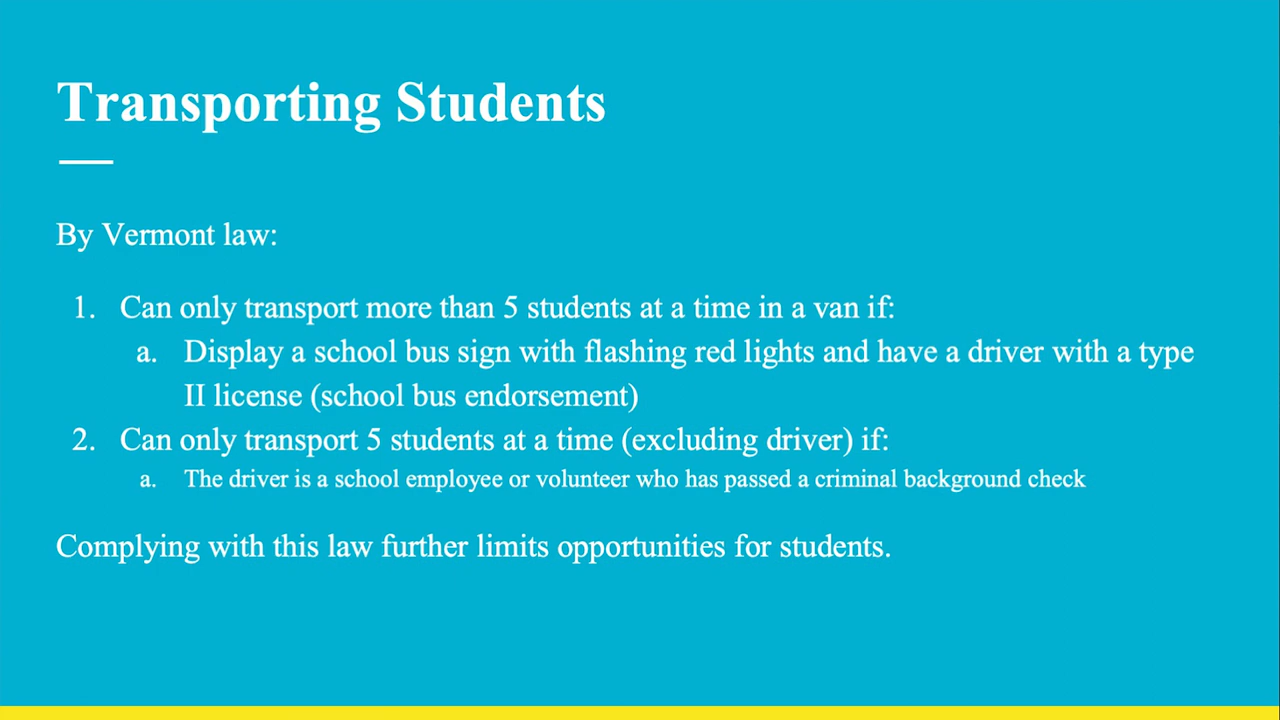 Transporting Students
By Vermont law:
1. Can only transport more than 5 students at a time in a van if:
a. Display a school bus sign with flashing red lights and have a driver with a type
II license (school bus endorsement)
2. Can only transport 5 students at a time (excluding driver) if:
a. The driver is a school employee or volunteer who has passed a criminal background check
Complying with this law further limits opportunities for students.